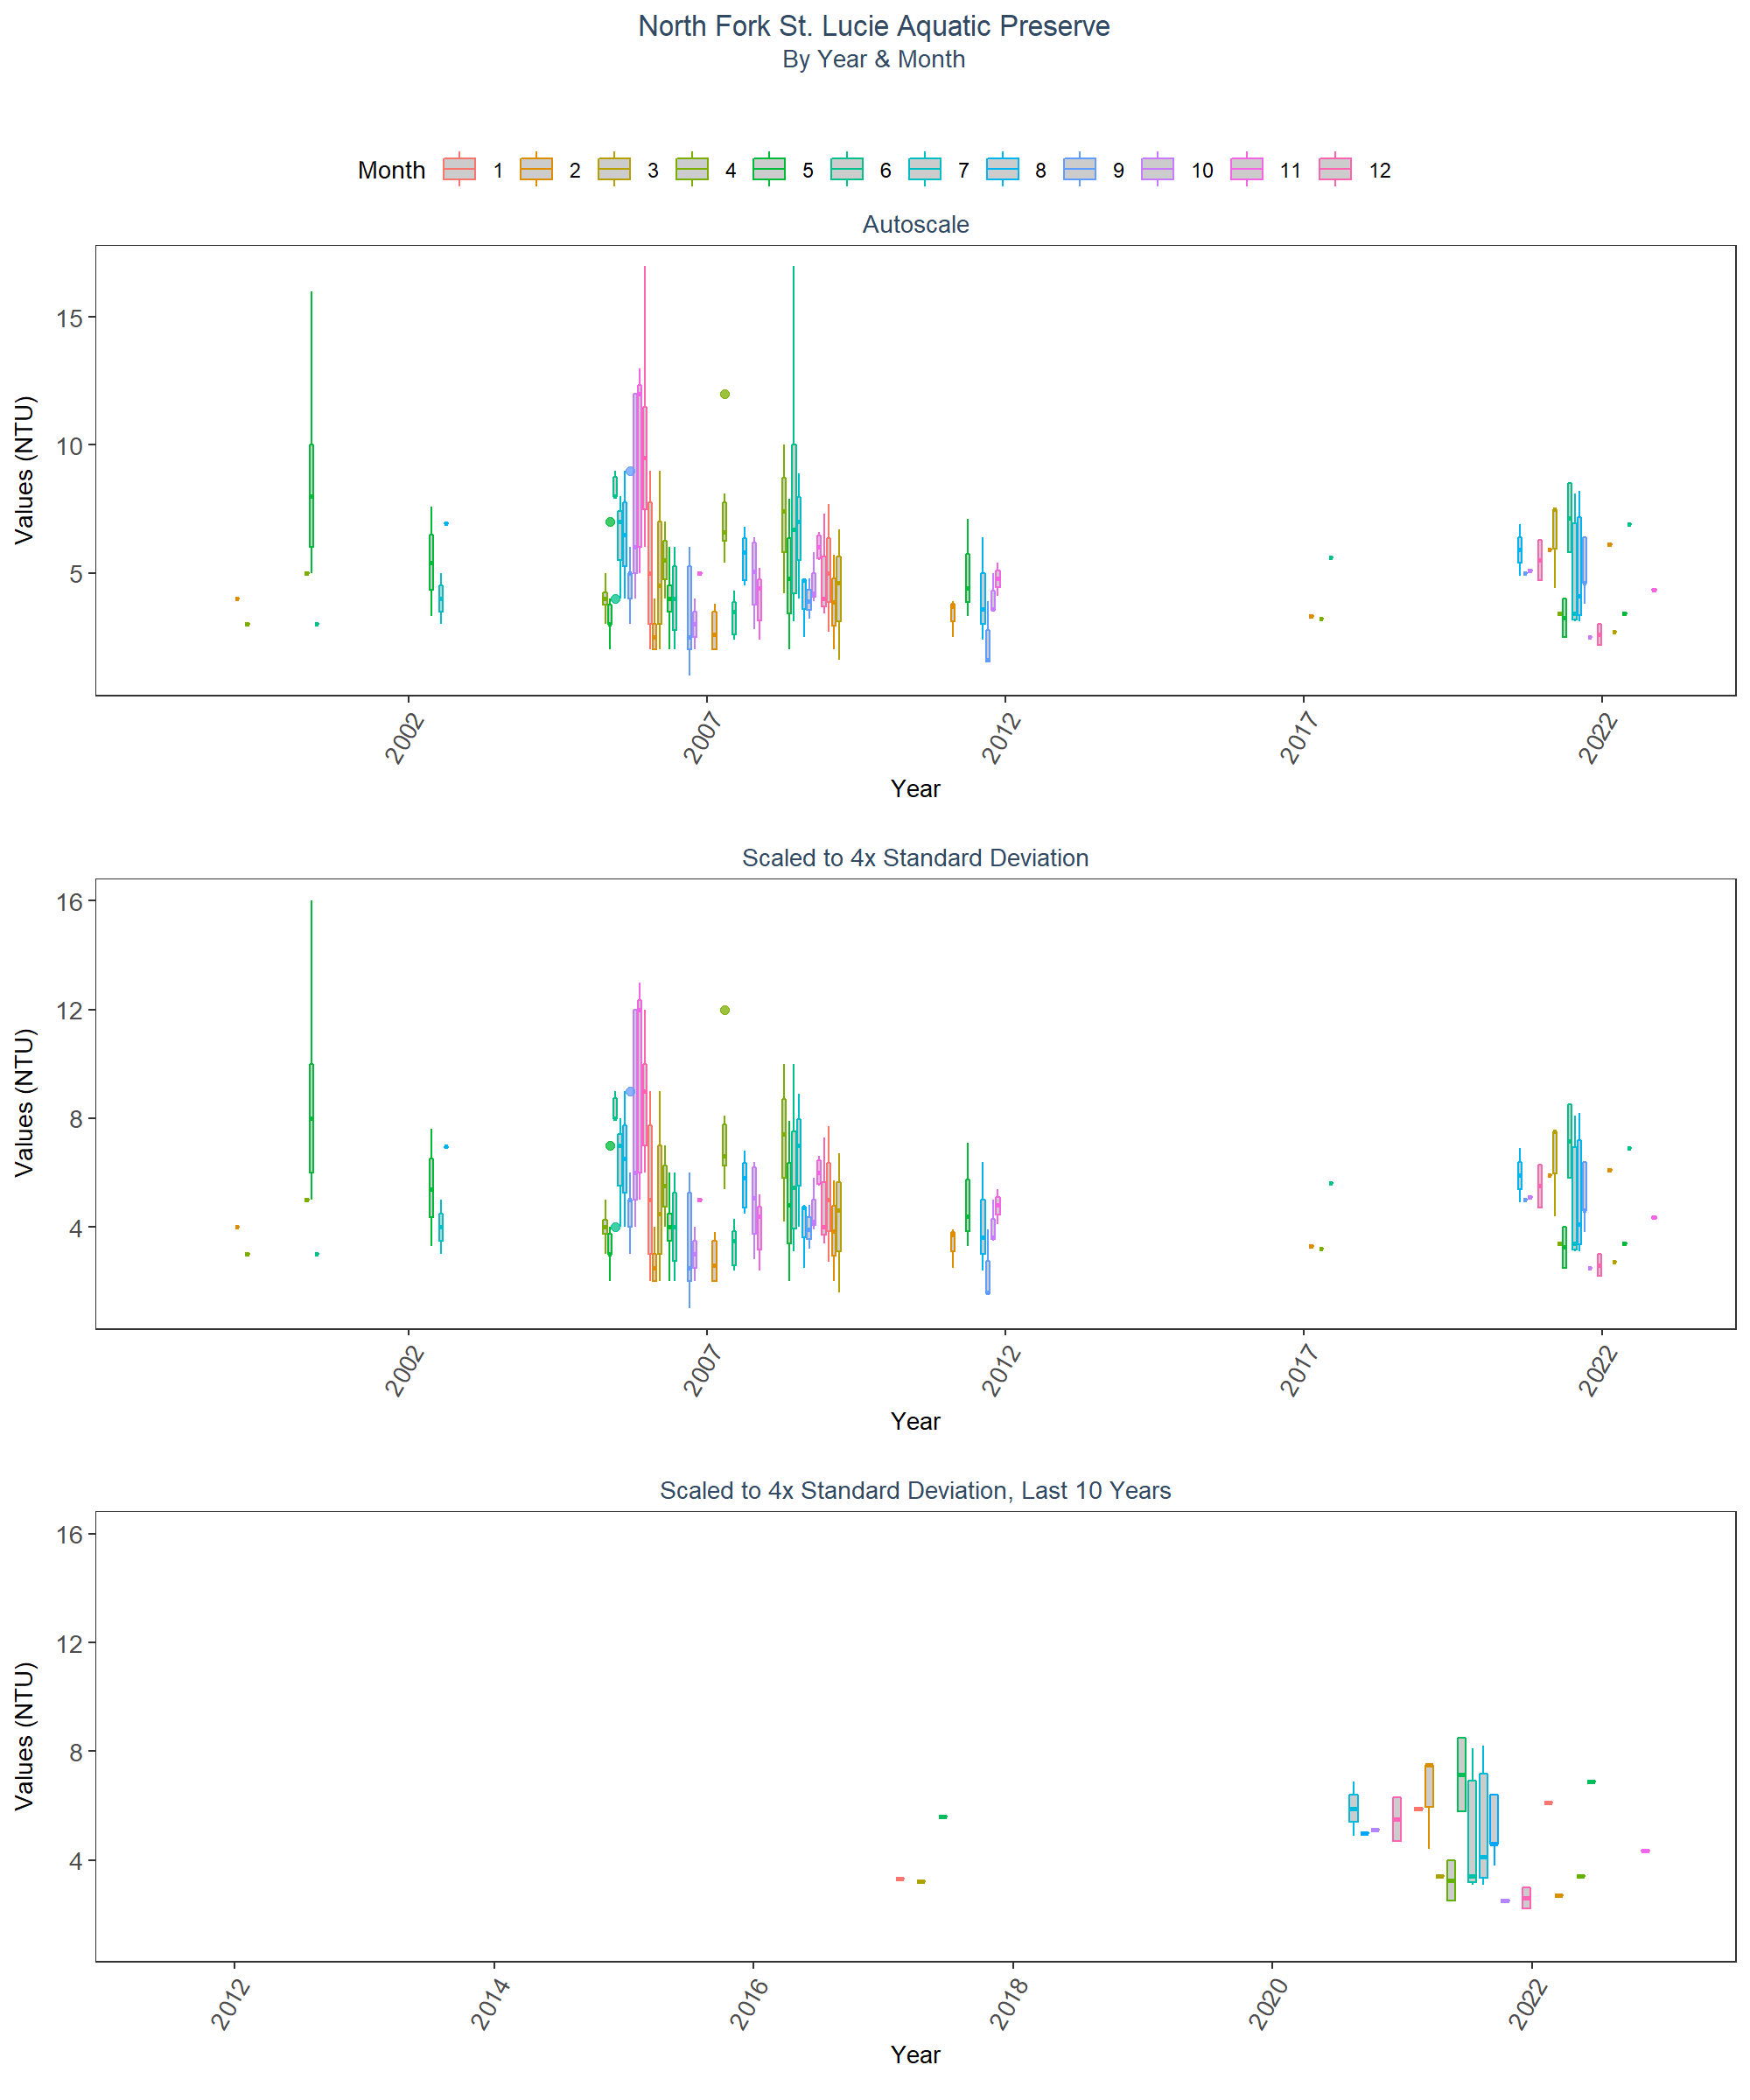 North Fork St. Lucie Aquatic Preserve
By Year & Month
Month 1 2 3 4 5 6 7 8 9 10 11 12
Autoscale
Values (NTU)
15
10
5
2002 2007 2012 2017 2022
Year
Scaled to 4x Standard Deviation
Values (NTU)
16
12
8
4
2002 2007 2012 2017 2022
Year
Scaled to 4x Standard Deviation, Last 10 Years
Values (NTU)
16
12
8
4
2012 2014 2016 2018 2020 2022
Year